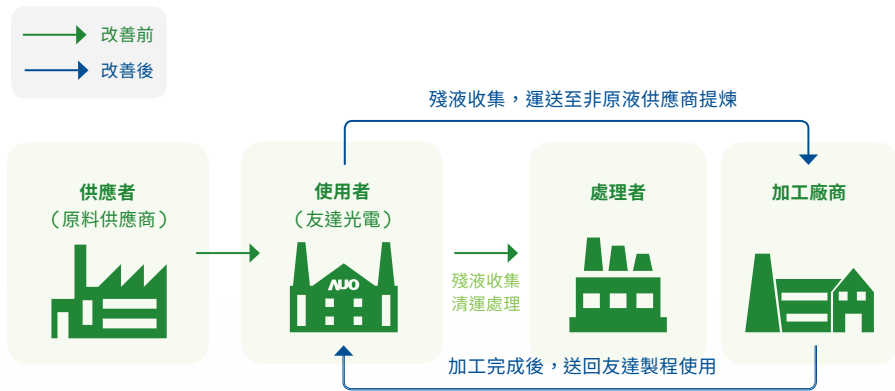 改善前
改善後
殘液收集，運送至非原液供應商提煉
供應者
（原料供應商）
使用者
（友達光電）
處理者
加工廠商
AUO
殘液收集
清運處理
加工完成後，送回友達製程使用